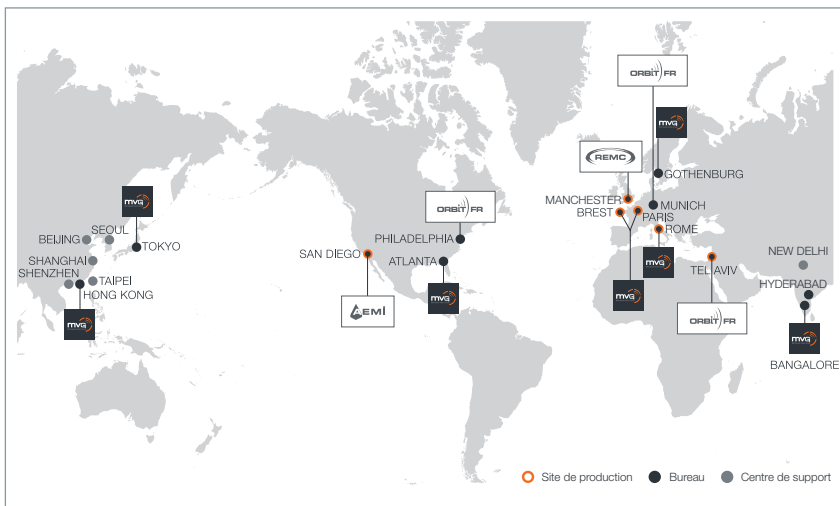 ORBIT/FR
mvg
REMC
GOTHENBURG
mvg
ORBIT/FR
MANCHESTER
MUNICH
BREST
PARIS
SEOUL
BEIJING
TOKYO
PHILADELPHIA
ROME
SAN DIEGO
ATLANTA
SHANGHAI
NEW DELHI
TEL AVIV
SHENZHEN
TAIPEI
HYDERABAD
HONG KONG
mvg
mvg
mvg
AEMI
ORBIT/FR
mvg
mvg
BANGALORE
Site de production
Bureau
Centre de support